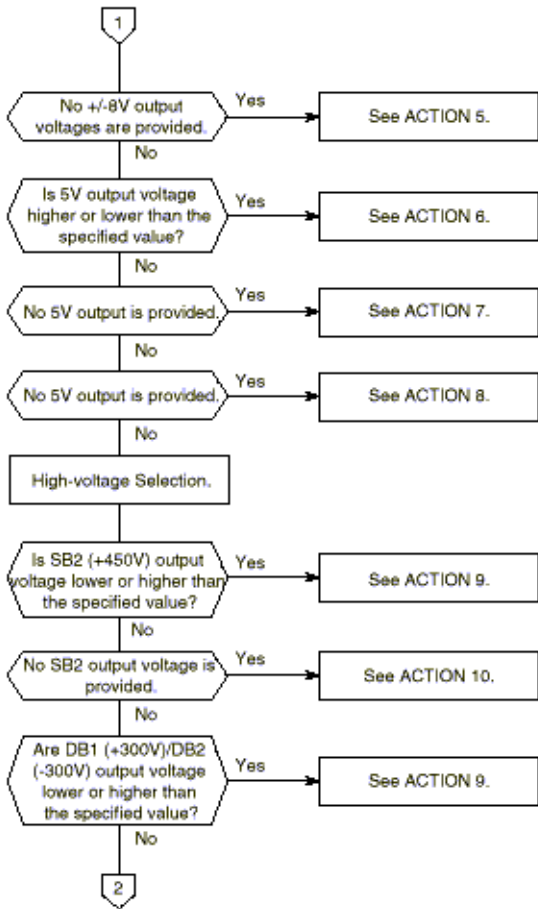 1
No +/-8V output
voltages are provided.
Yes
See ACTION 5.
No
Is 5V output voltage
higher or lower than the
specified value?
Yes
See ACTION 6.
No
No 5V output is provided.
Yes
See ACTION 7.
No
No 5V output is provided.
Yes
See ACTION 8.
No
High-voltage Selection.
Is SB2 (+450V) output
voltage lower or higher than
the specified value?
Yes
See ACTION 9.
No
No SB2 output voltage is
provided.
Yes
See ACTION 10.
No
Are DB1 (+300V)/DB2
(-300V) output voltage
lower or higher than
the specified value?
Yes
See ACTION 9.
No
2